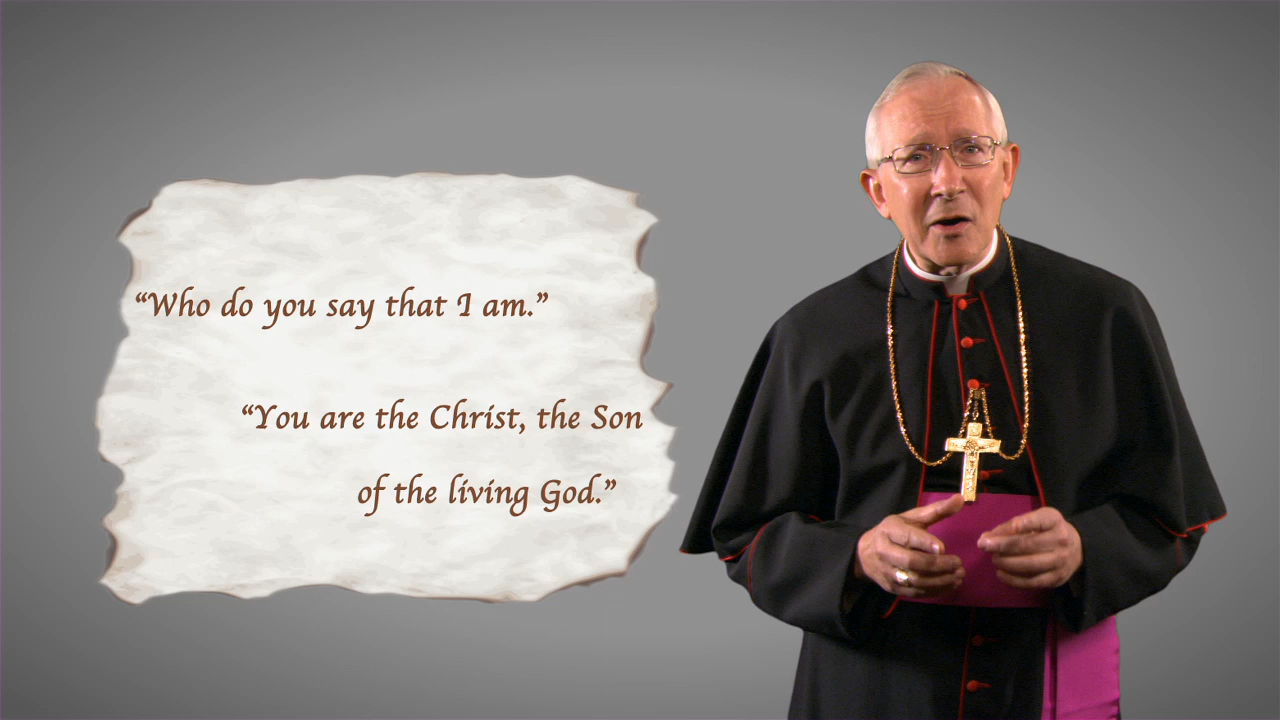 “Who do you say that I am.”
“You are the Christ, the Son
of the living God.”